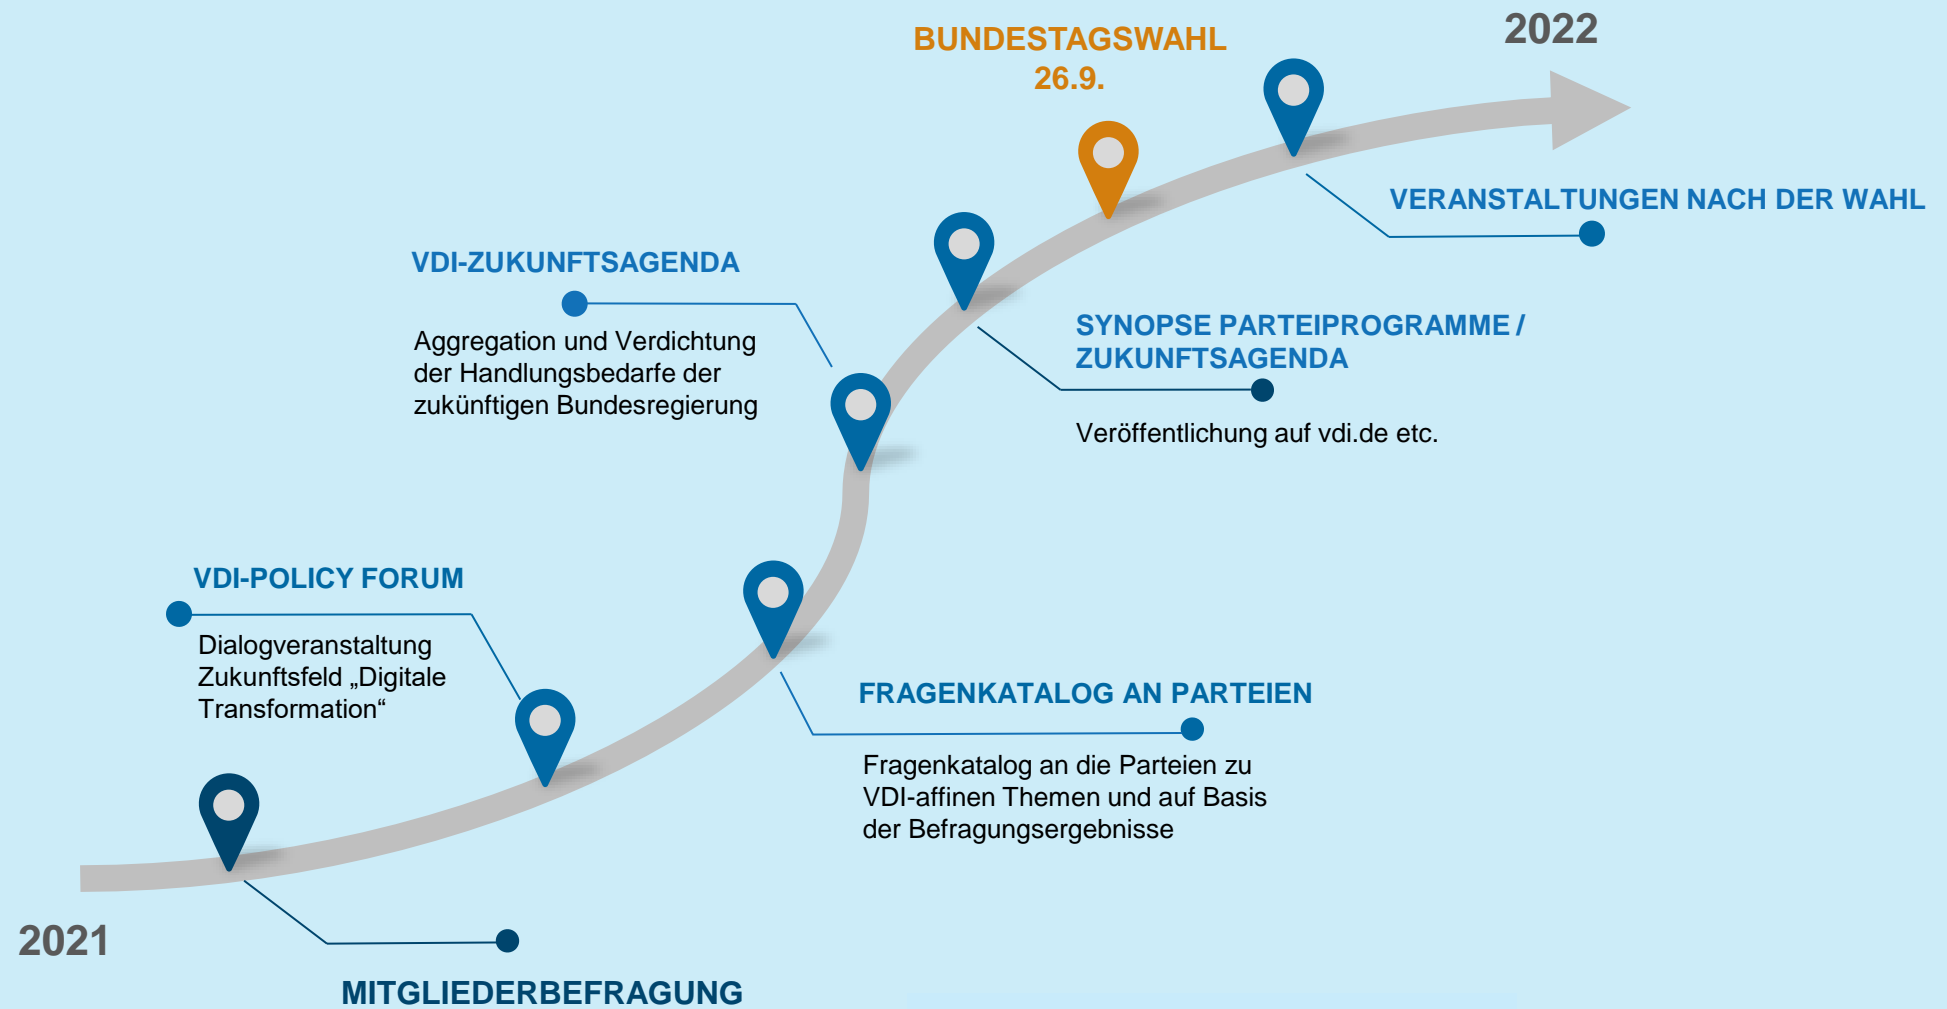 2022
BUNDESTAGSWAHL
26.9.
VERANSTALTUNGEN NACH DER WAHL
VDI-ZUKUNFTSAGENDA
Aggregation und Verdichtung
der Handlungsbedarfe der
zukünftigen Bundesregierung
SYNOPSE PARTEIPROGRAMME /
ZUKUNFTSAGENDA
Veröffentlichung auf vdi.de etc.
VDI-POLICY FORUM
Dialogveranstaltung
Zukunftsfeld „Digitale
Transformation“
FRAGENKATALOG AN PARTEIEN
Fragenkatalog an die Parteien zu
VDI-affinen Themen und auf Basis
der Befragungsergebnisse
2021
MITGLIEDERBEFRAGUNG